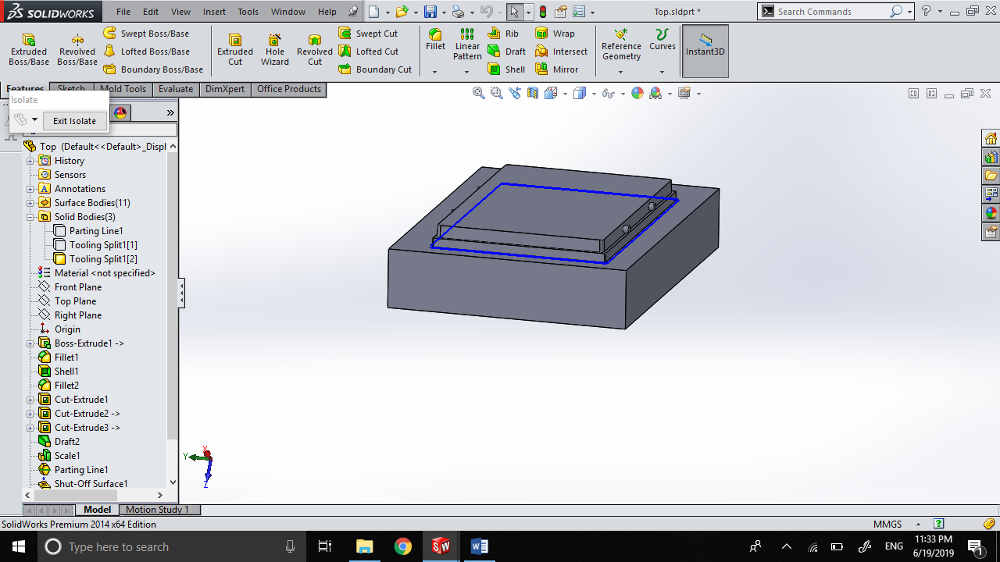 SOLIDWORKS File Edit View Insert Tools Window Help Top.sldprt * Search Commands
Extruded Boss/Base
Revolved Boss/Base
Swept Boss/Base
Lofted Boss/Base
Boundary Boss/Base
Extruded Cut
Hole Wizard
Revolved Cut
Swept Cut
Lofted Cut
Boundary Cut
Fillet
Linear Pattern
Rib
Draft
Shell
Wrap
Intersect
Mirror
Reference Geometry
Curves
Instant3D
Features Sketch Mold Tools Evaluate DimXpert Office Products
Isolate
Exit Isolate
Top (Default<<Default>_Displ
History
Sensors
Annotations
Surface Bodies(11)
Solid Bodies(3)
Parting Line1
Tooling Split1[1]
Tooling Split1[2]
Material <not specified>
Front Plane
Top Plane
Right Plane
Origin
Boss-Extrude1 ->
Fillet1
Shell1
Fillet2
Cut-Extrude1
Cut-Extrude2 ->
Cut-Extrude3 ->
Draft2
Scale1
Parting Line1
Shut-Off Surface1
X
Y
Z
Model Motion Study 1
SolidWorks Premium 2014 x64 Edition MMGS
Type here to search
ENG 11:33 PM
6/19/2019
1